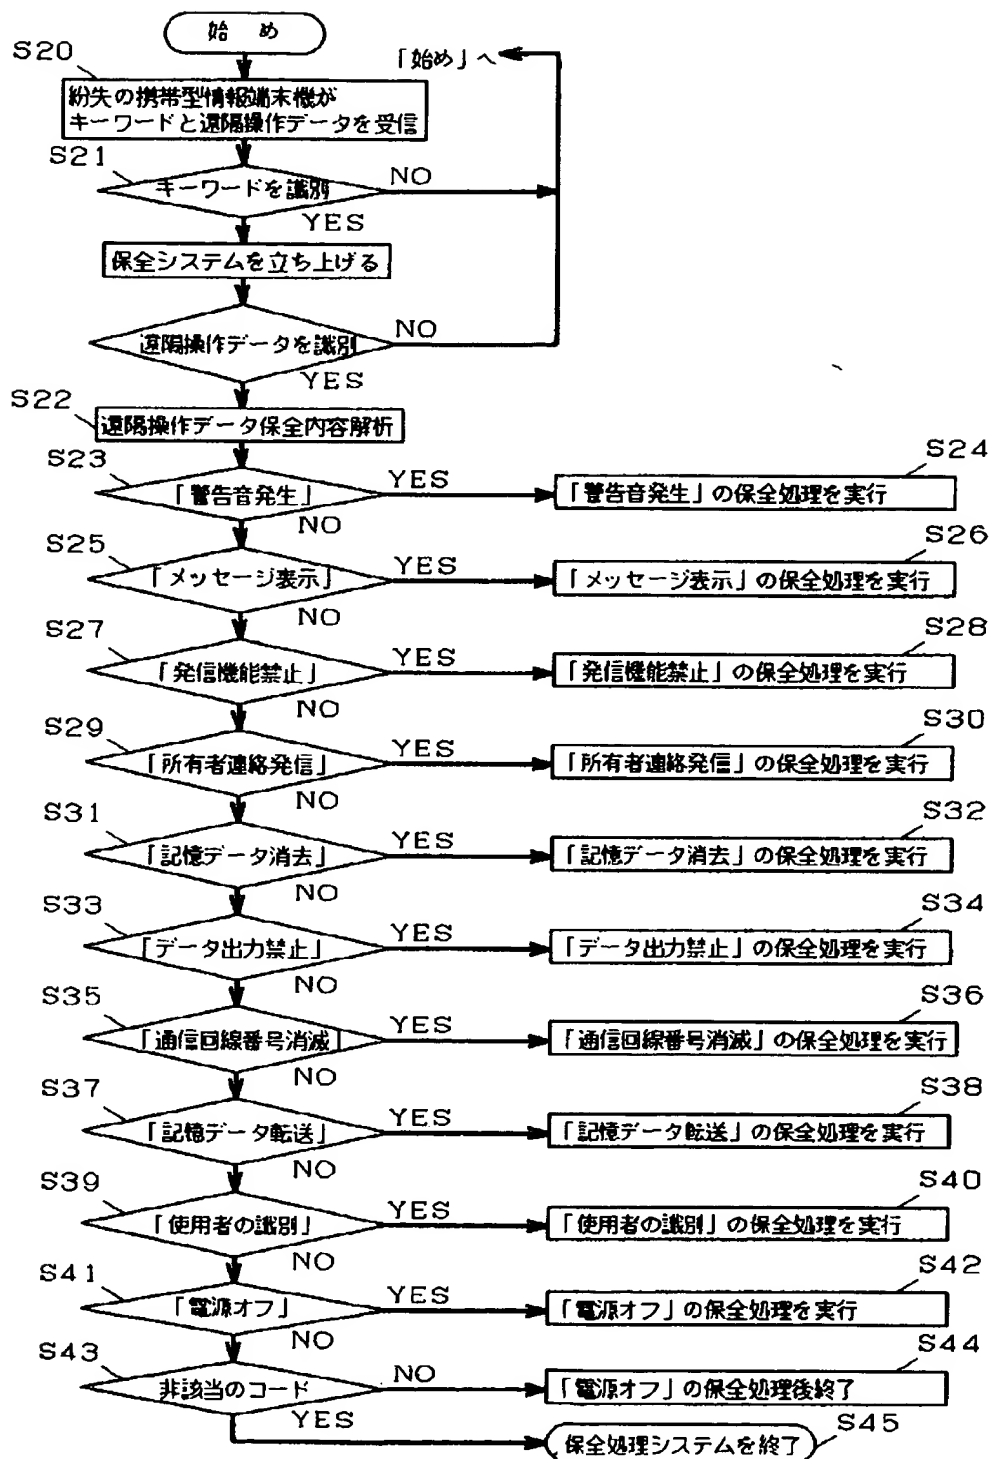 始 め
S20
「始め」へ
紛失の携帯型情報端末機が
キーワードと遠隔操作データを受信
S21
キーワードを識別
NO
YES
保全システムを立ち上げる
遠隔操作データを識別
NO
YES
S22
遠隔操作データ保全内容解析
S23
「警告音発生」
YES
NO
S24
「警告音発生」の保全処理を実行
S25
「メッセージ表示」
YES
NO
S26
「メッセージ表示」の保全処理を実行
S27
「発信機能禁止」
YES
NO
S28
「発信機能禁止」の保全処理を実行
S29
「所有者連絡発信」
YES
NO
S30
「所有者連絡発信」の保全処理を実行
S31
「記憶データ消去」
YES
NO
S32
「記憶データ消去」の保全処理を実行
S33
「データ出力禁止」
YES
NO
S34
「データ出力禁止」の保全処理を実行
S35
「通信回線番号消滅」
YES
NO
S36
「通信回線番号消滅」の保全処理を実行
S37
「記憶データ転送」
YES
NO
S38
「記憶データ転送」の保全処理を実行
S39
「使用者の識別」
YES
NO
S40
「使用者の識別」の保全処理を実行
S41
「電源オフ」
YES
NO
S42
「電源オフ」の保全処理を実行
S43
非該当のコード
NO
YES
S44
「電源オフ」の保全処理後終了
保全処理システムを終了
S45